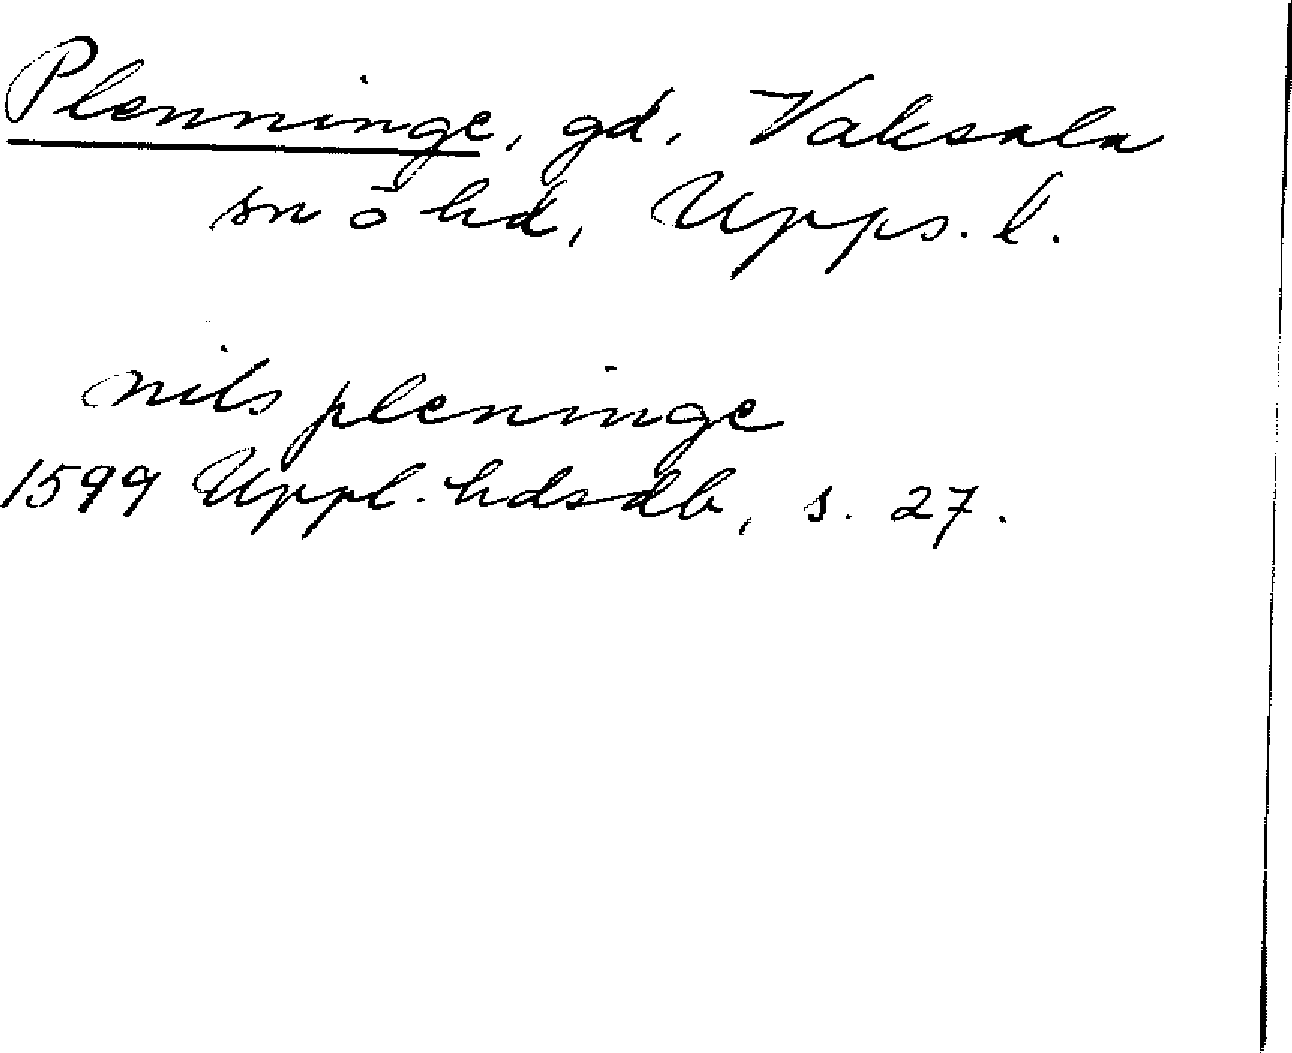 Plenninge, gd, Vaksala
sn o hd, Upps. l.
nils pleninge
1599 Uppl. hdsdb, s. 27.